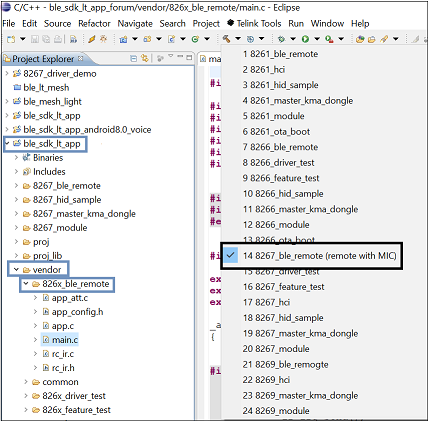 C/C++ - ble_sdk_lt_app_forum/vendor/826x_ble_remote/main.c - Eclipse
File Edit Source Refactor Navigate Search Project Telink Tools Run Window Help
Project Explorer
8267_driver_demo
ble_lt_mesh
ble_mesh_light
ble_sdk_lt_app
ble_sdk_lt_app_android8.0_voice
ble_sdk_lt_app
Binaries
Includes
8267_ble_remote
8267_hid_sample
8267_master_kma_dongle
8267_module
proj
proj_lib
vendor
826x_ble_remote
app_att.c
app_config.h
app.c
main.c
rc_ir.c
rc_ir.h
common
826x_driver_test
826x_feature_test
ma
#i
#i
#i
#i
#i
#i
#i
#e
#i
ex
ex
ex
_a
{
#i
1 8261_ble_remote
2 8261_hci
3 8261_hid_sample
4 8261_master_kma_dongle
5 8261_module
6 8261_ota_boot
7 8266_ble_remote
8 8266_driver_test
9 8266_feature_test
10 8266_hid_sample
11 8266_master_kma_dongle
12 8266_module
13 8266_ota_boot
14 8267_ble_remote (remote with MIC)
15 8267_driver_test
16 8267_feature_test
17 8267_hci
18 8267_hid_sample
19 8267_master_kma_dongle
20 8267_module
21 8269_ble_remogte
22 8269_hci
23 8269_master_kma_dongle
24 8269_module